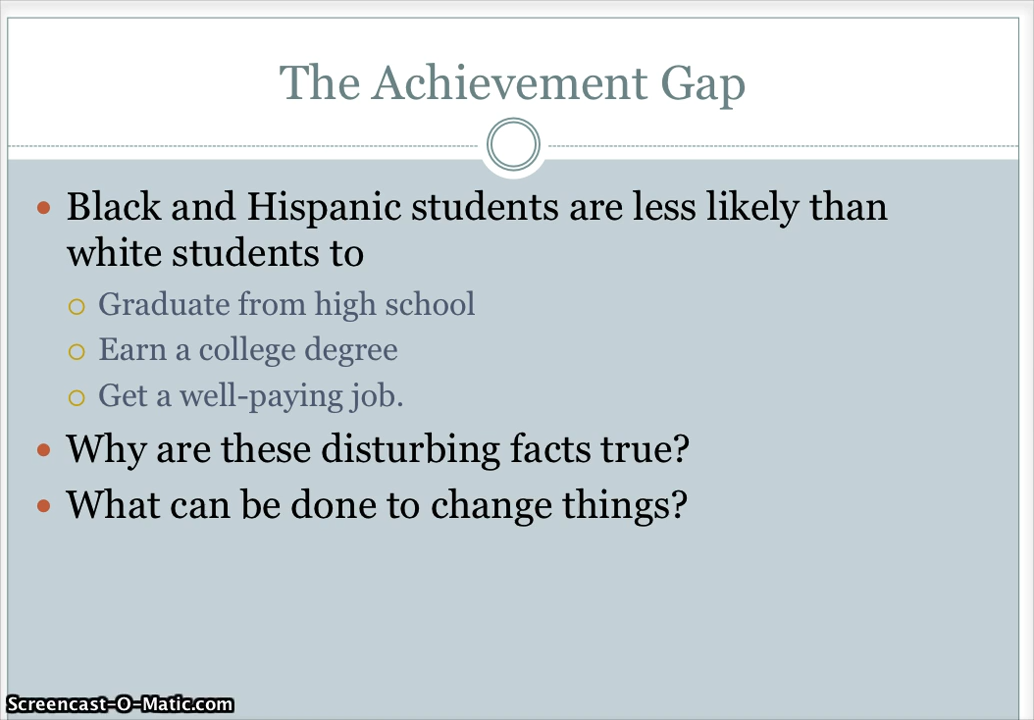 The Achievement Gap
Black and Hispanic students are less likely than
white students to
Graduate from high school
Earn a college degree
Get a well-paying job.
Why are these disturbing facts true?
What can be done to change things?
Screencast-O-Matic.com